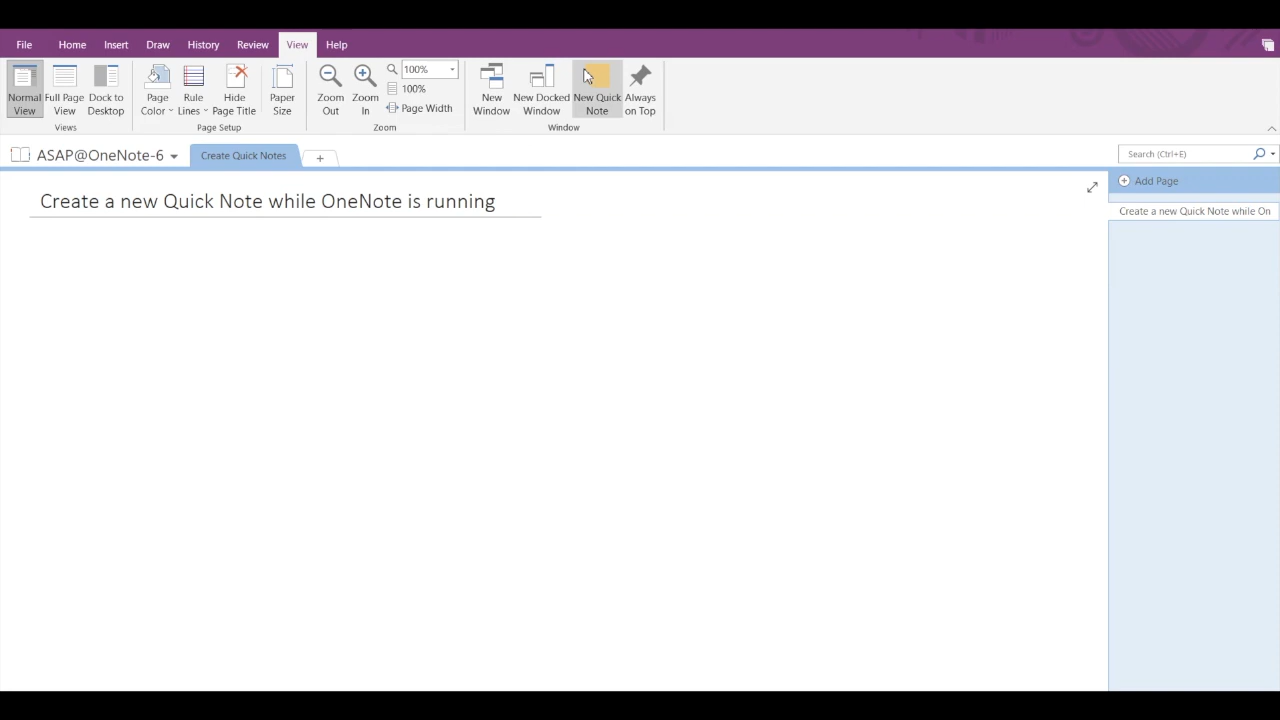 File Home Insert Draw History Review View Help
Normal View
Full Page View
Dock to Desktop
Views
Page Color
Rule Lines
Hide Page Title
Paper Size
Page Setup
Zoom Out
Zoom In
100%
100%
Page Width
Zoom
New Window
New Docked Window
New Quick Note
Always on Top
Window
ASAP@OneNote-6
Create Quick Notes
+
Search (Ctrl+E)
Create a new Quick Note while OneNote is running
Add Page
Create a new Quick Note while On